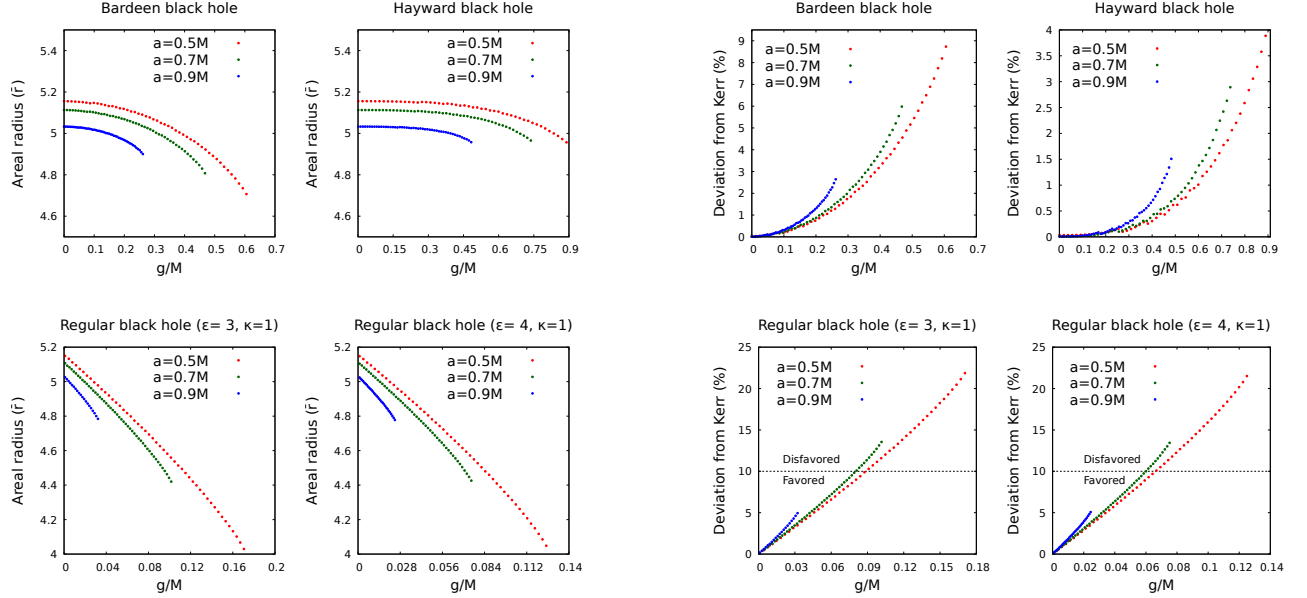 Bardeen black hole
Areal radius (r̄)
5.4
5.2
5
4.8
4.6
a=0.5M
a=0.7M
a=0.9M
0 0.1 0.2 0.3 0.4 0.5 0.6 0.7
g/M
Hayward black hole
Areal radius (r̄)
5.4
5.2
5
4.8
4.6
a=0.5M
a=0.7M
a=0.9M
0 0.15 0.3 0.45 0.6 0.75 0.9
g/M
Bardeen black hole
Deviation from Kerr (%)
9
8
7
6
5
4
3
2
1
0
a=0.5M
a=0.7M
a=0.9M
0 0.1 0.2 0.3 0.4 0.5 0.6 0.7
g/M
Hayward black hole
Deviation from Kerr (%)
4
3.5
3
2.5
2
1.5
1
0.5
0
a=0.5M
a=0.7M
a=0.9M
0 0.1 0.2 0.3 0.4 0.5 0.6 0.7 0.8 0.9
g/M
Regular black hole (ε= 3, κ=1)
Areal radius (r̄)
5.2
5
4.8
4.6
4.4
4.2
4
a=0.5M
a=0.7M
a=0.9M
0 0.04 0.08 0.12 0.16 0.2
g/M
Regular black hole (ε= 4, κ=1)
Areal radius (r̄)
5.2
5
4.8
4.6
4.4
4.2
4
a=0.5M
a=0.7M
a=0.9M
0 0.028 0.056 0.084 0.112 0.14
g/M
Regular black hole (ε= 3, κ=1)
Deviation from Kerr (%)
25
20
15
10
5
0
a=0.5M
a=0.7M
a=0.9M
Disfavored
Favored
0 0.03 0.06 0.09 0.12 0.15 0.18
g/M
Regular black hole (ε= 4, κ=1)
Deviation from Kerr (%)
25
20
15
10
5
0
a=0.5M
a=0.7M
a=0.9M
Disfavored
Favored
0 0.02 0.04 0.06 0.08 0.1 0.12 0.14
g/M